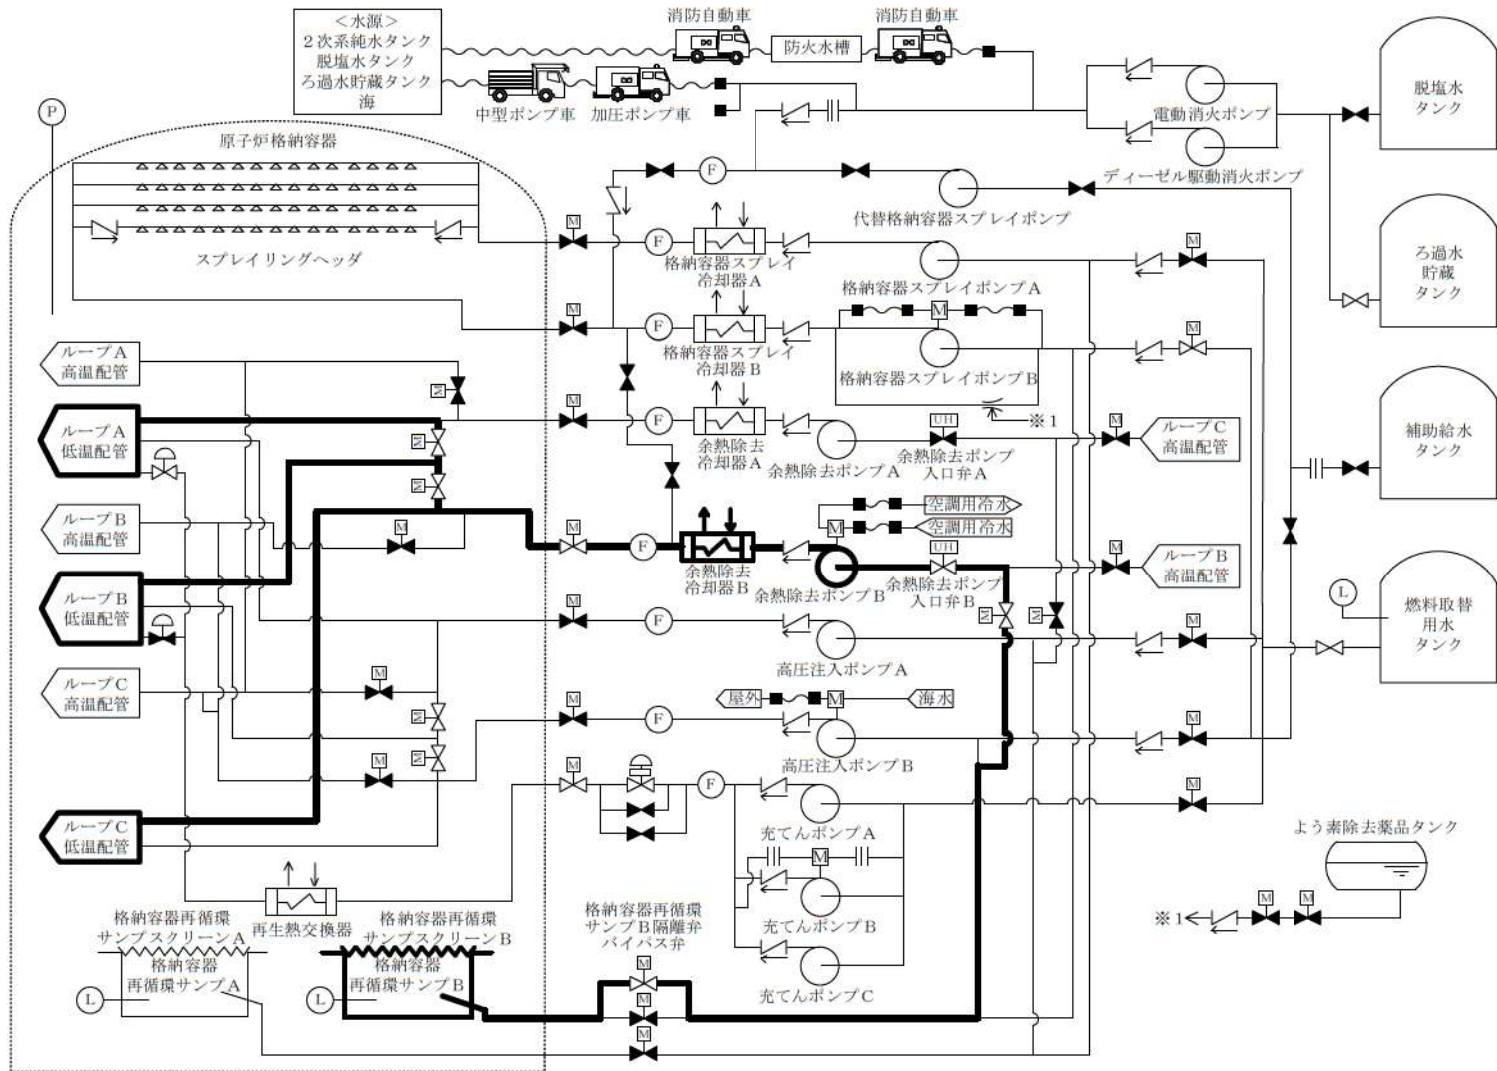 <水源>
2次系純水タンク
脱塩水タンク
ろ過水貯蔵タンク
海
消防自動車
防火水槽
消防自動車
中型ポンプ車
加圧ポンプ車
P
原子炉格納容器
スプレイリングヘッダ
電動消火ポンプ
ディーゼル駆動消火ポンプ
脱塩水
タンク
F
代替格納容器スプレイポンプ
ろ過水
貯蔵
タンク
M
F
格納容器スプレイ
冷却器A
格納容器スプレイポンプA
M
M
F
格納容器スプレイ
冷却器B
M
格納容器スプレイポンプB
M
※1
ループA
高温配管
M
ループA
低温配管
M
M
M
F
余熱除去
冷却器A
余熱除去ポンプA
UH
余熱除去ポンプ
入口弁A
M
ループC
高温配管
補助給水
タンク
ループB
高温配管
M
M
F
余熱除去
冷却器B
空調用冷水
空調用冷水
M
余熱除去ポンプB
UH
余熱除去ポンプ
入口弁B
M
ループB
高温配管
M
M
ループB
低温配管
M
F
高圧注入ポンプA
M
L
燃料取替
用水
タンク
ループC
高温配管
M
M
M
M
M
F
屋外
M
海水
高圧注入ポンプB
M
M
F
充てんポンプA
M
ループC
低温配管
M
充てんポンプB
充てんポンプC
再生熱交換器
よう素除去薬品タンク
※1
M
M
格納容器再循環
サンプスクリーンA
格納容器
再循環サンプA
L
格納容器再循環
サンプスクリーンB
格納容器
再循環サンプB
L
格納容器再循環
サンプB隔離弁
バイパス弁
M
M
M